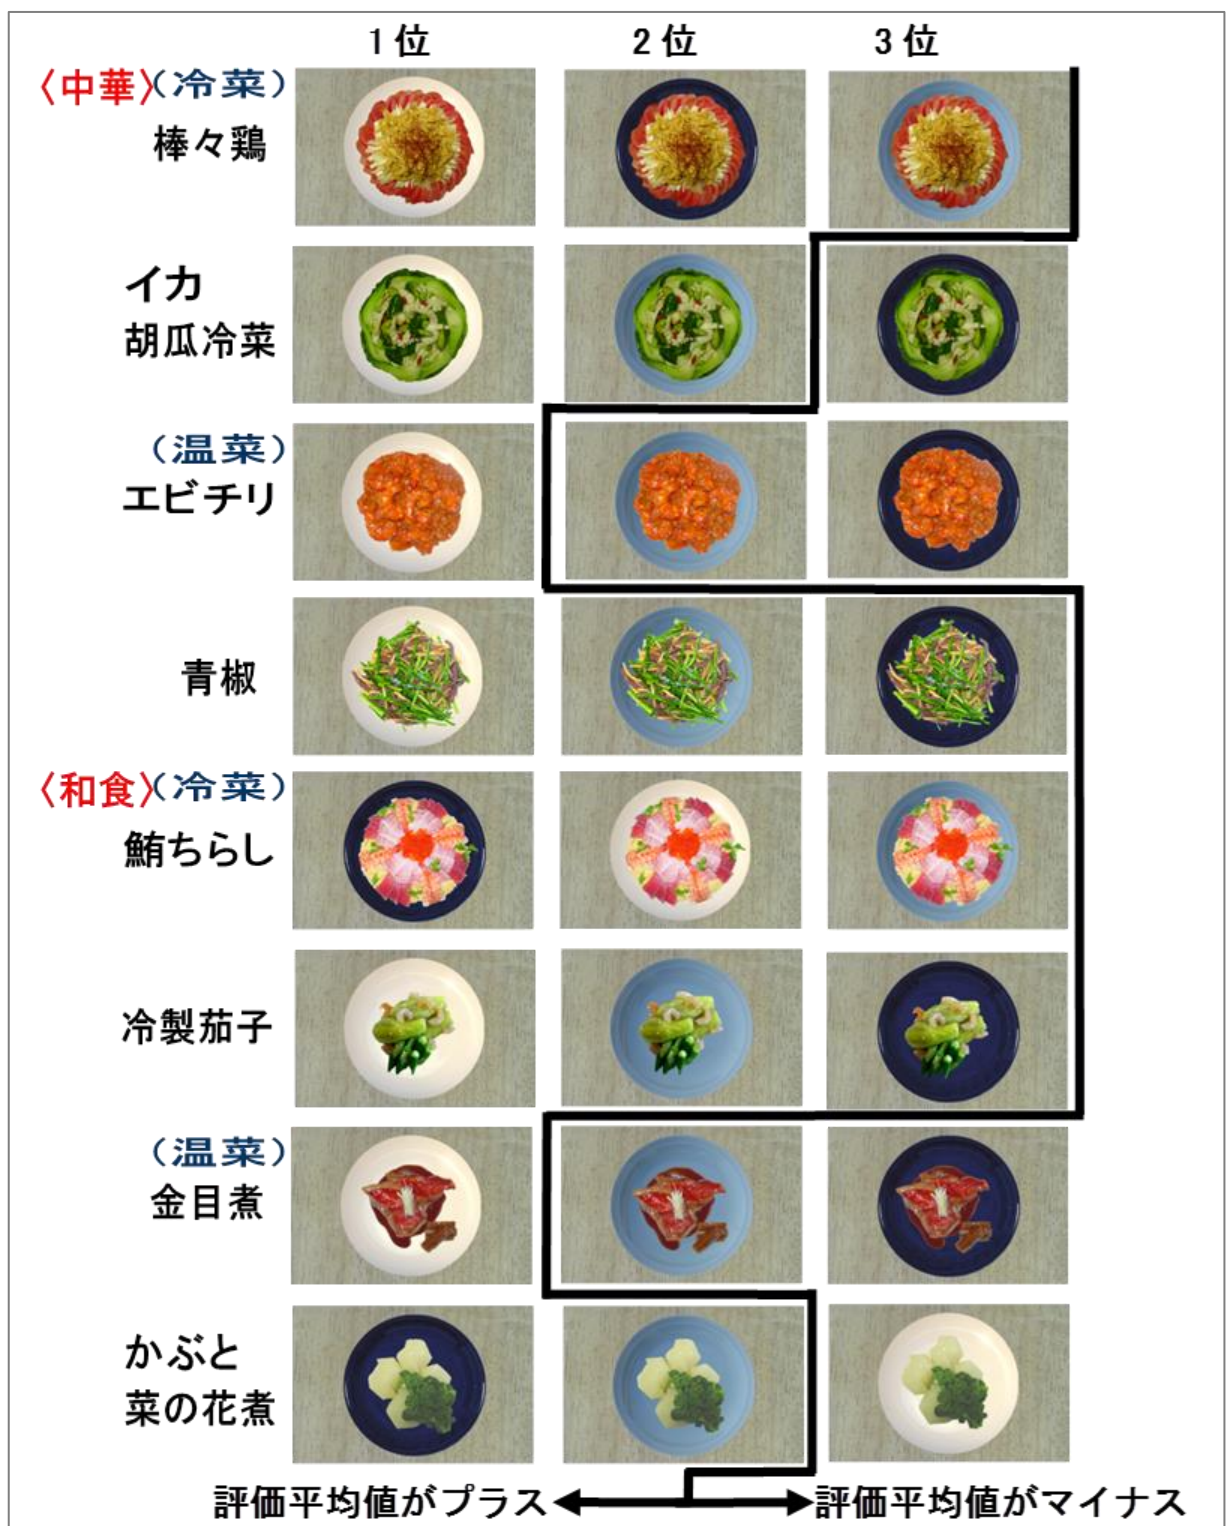 1位 2位 3位
〈中華〉（冷菜）
棒々鶏
イカ
胡瓜冷菜
（温菜）
エビチリ
青椒
〈和食〉（冷菜）
鮪ちらし
冷製茄子
（温菜）
金目煮
かぶと
菜の花煮
評価平均値がプラス 評価平均値がマイナス